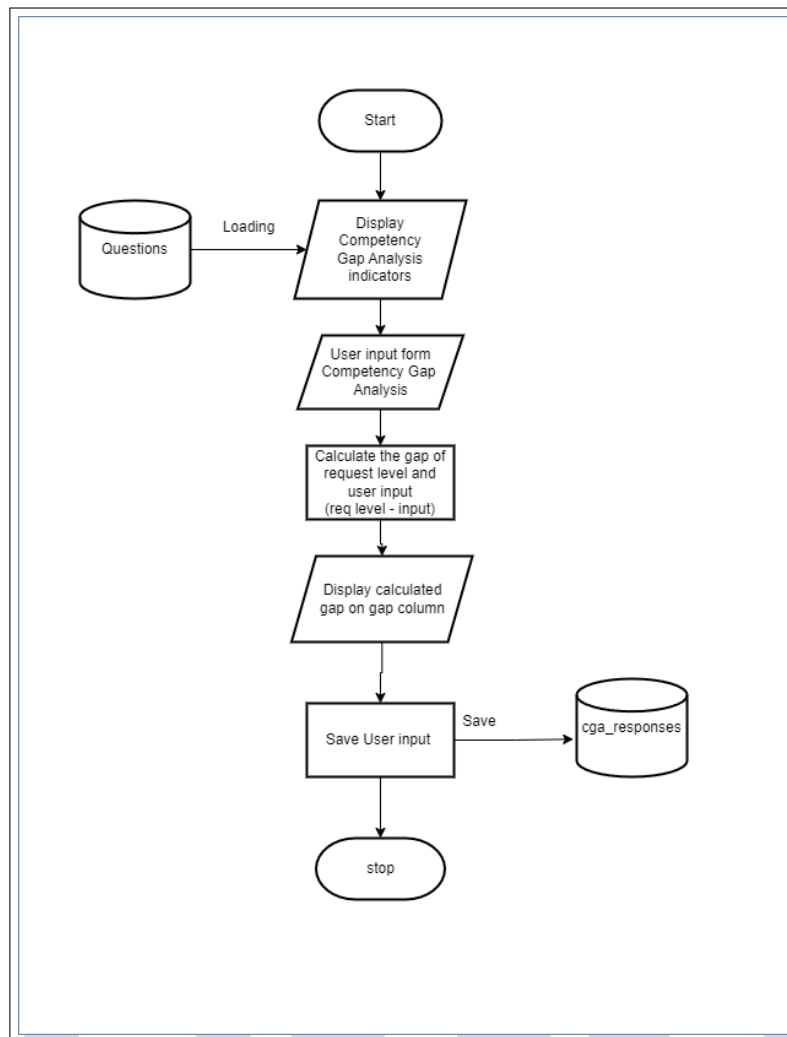 Start
Questions
Loading
Display
Competency
Gap Analysis
indicators
User input form
Competency Gap
Analysis
Calculate the gap of
request level and
user input
(req level - input)
Display calculated
gap on gap column
Save User input
Save
cga_responses
stop